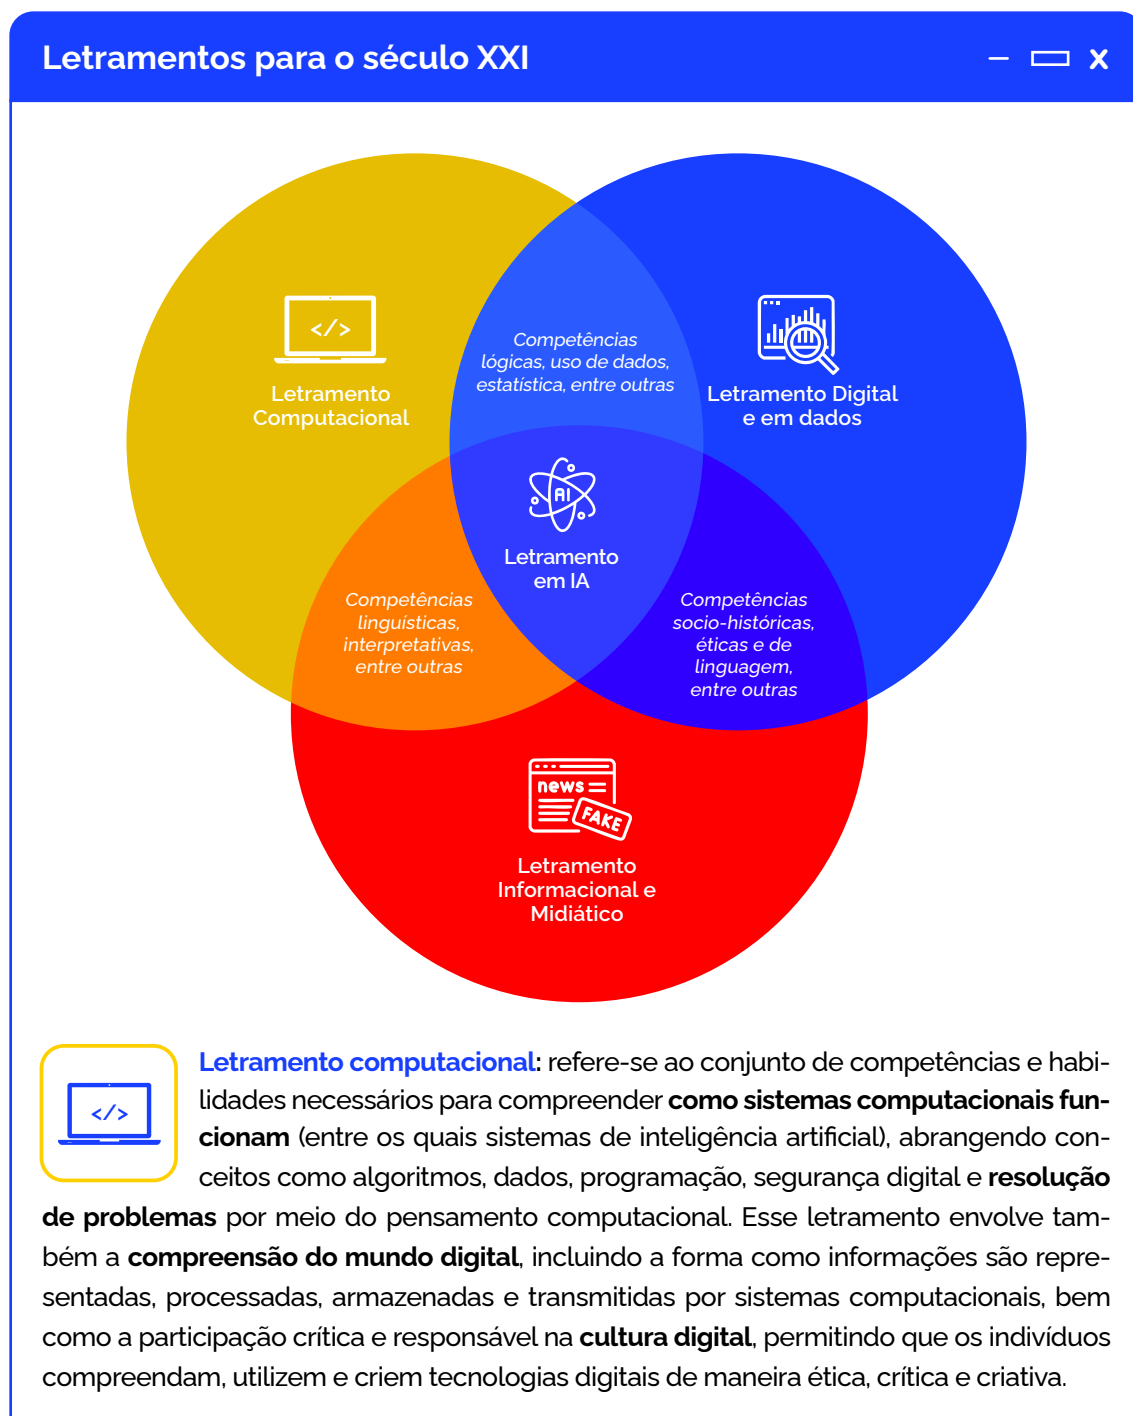 Letramentos para o século XXI
</>
Letramento
Computacional
Competências
lógicas, uso de dados,
estatística, entre outras
Letramento Digital
e em dados
AI
Letramento
em IA
Competências
linguísticas,
interpretativas,
entre outras
Competências
socio-históricas,
éticas e de
linguagem,
entre outras
news
FAKE
Letramento
Informacional e
Midiático
</>
Letramento computacional: refere-se ao conjunto de competências e habi-
lidades necessários para compreender como sistemas computacionais fun-
cionam (entre os quais sistemas de inteligência artificial), abrangendo con-
ceitos como algoritmos, dados, programação, segurança digital e resolução
de problemas por meio do pensamento computacional. Esse letramento envolve tam-
bém a compreensão do mundo digital, incluindo a forma como informações são repre-
sentadas, processadas, armazenadas e transmitidas por sistemas computacionais, bem
como a participação crítica e responsável na cultura digital, permitindo que os indivíduos
compreendam, utilizem e criem tecnologias digitais de maneira ética, crítica e criativa.